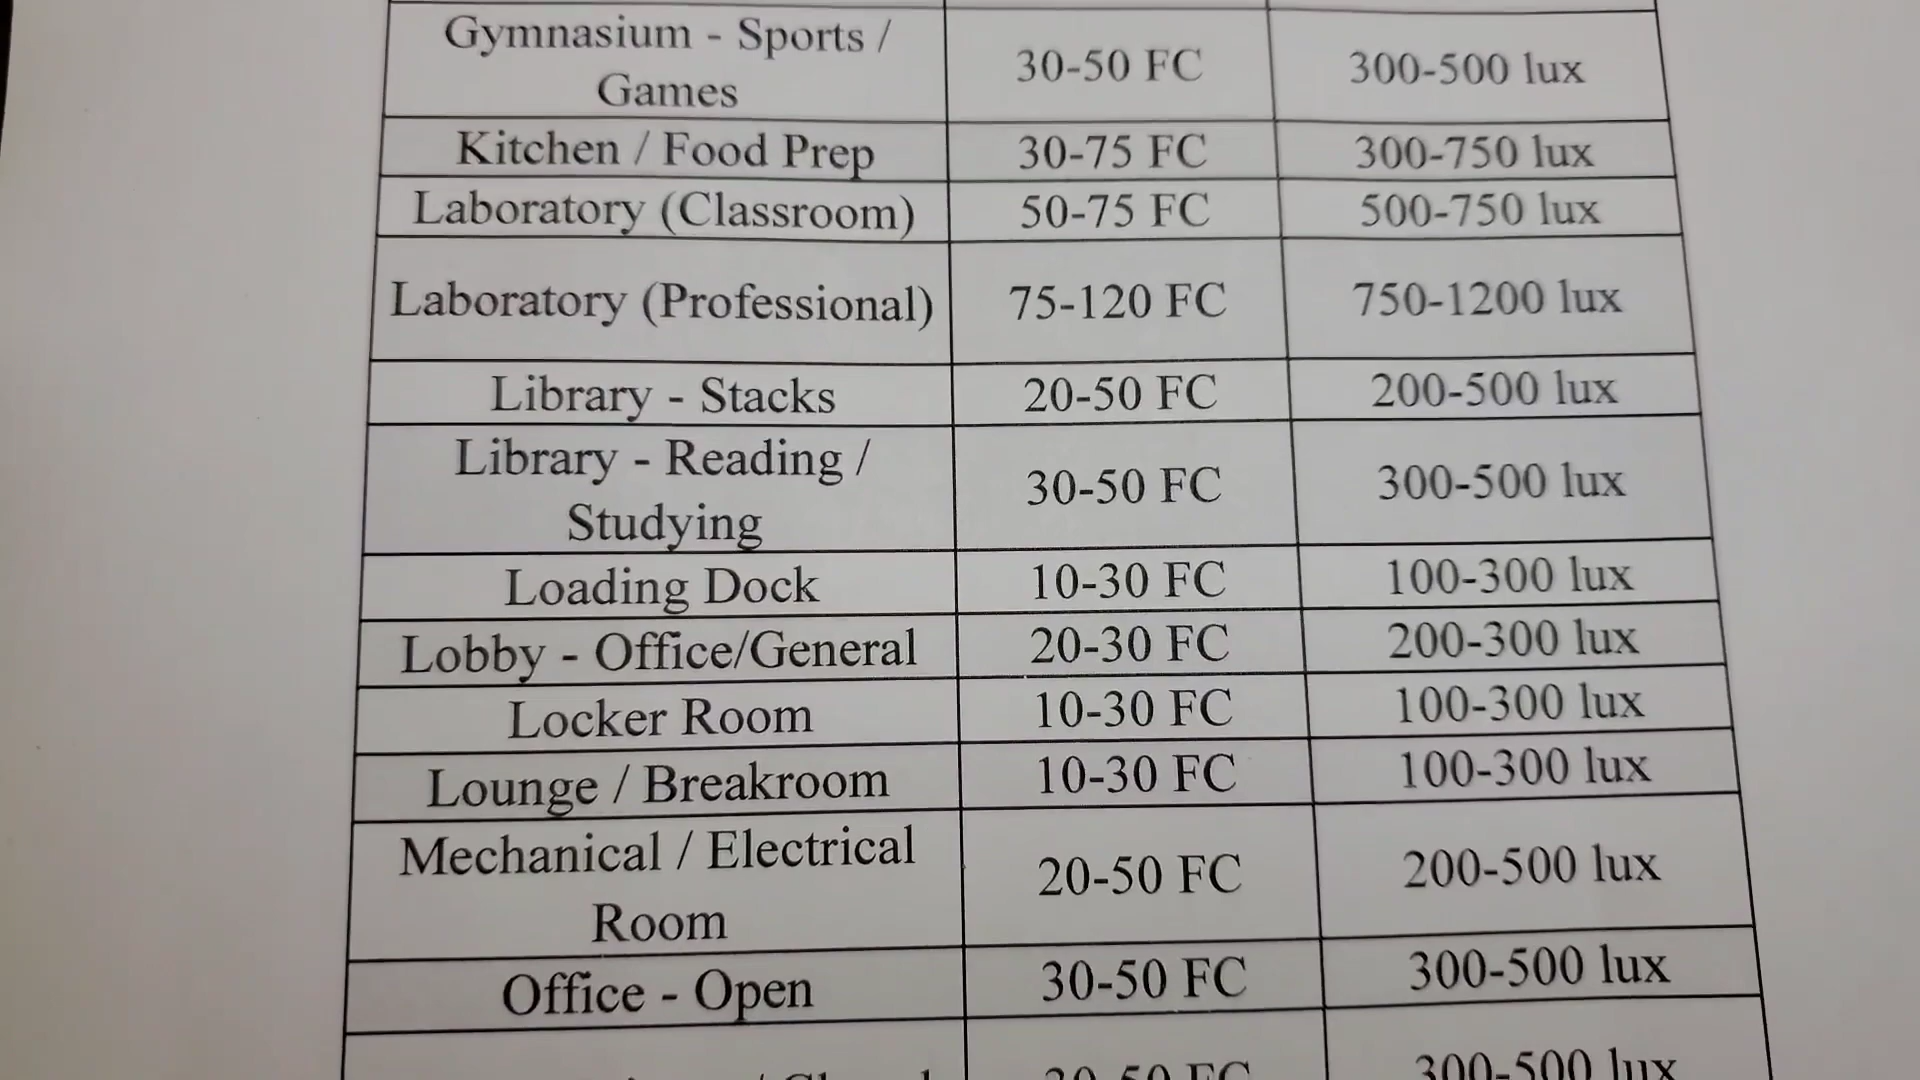 Gymnasium - Sports /
Games
30-50 FC
300-500 lux
Kitchen / Food Prep
30-75 FC
300-750 lux
Laboratory (Classroom)
50-75 FC
500-750 lux
Laboratory (Professional)
75-120 FC
750-1200 lux
Library - Stacks
20-50 FC
200-500 lux
Library - Reading /
Studying
30-50 FC
300-500 lux
Loading Dock
10-30 FC
100-300 lux
Lobby - Office/General
20-30 FC
200-300 lux
Locker Room
10-30 FC
100-300 lux
Lounge / Breakroom
10-30 FC
100-300 lux
Mechanical / Electrical
Room
20-50 FC
200-500 lux
Office - Open
30-50 FC
300-500 lux
300-500 lux